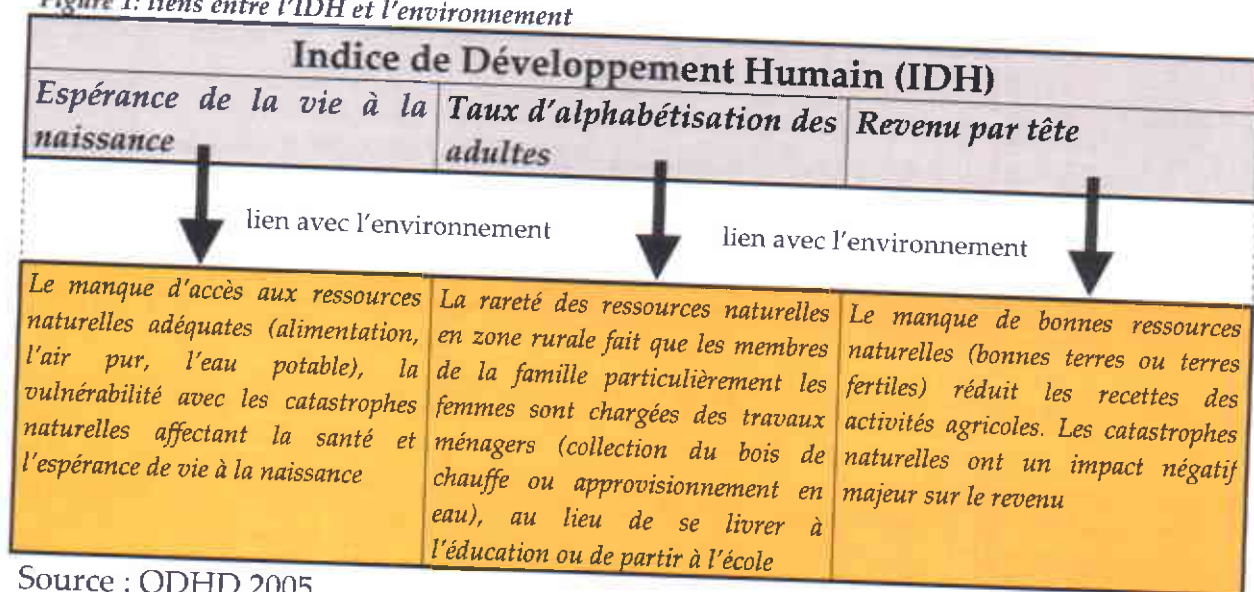 Figure 1: liens entre l'IDH et l'environnement
Indice de Développement Humain (IDH)
Espérance de la vie à la
naissance
Taux d'alphabétisation des
adultes
Revenu par tête
lien avec l'environnement
lien avec l'environnement
Le manque d'accès aux ressources
naturelles adéquates (alimentation,
l'air pur, l'eau potable), la
vulnérabilité avec les catastrophes
naturelles affectant la santé et
l'espérance de vie à la naissance
La rareté des ressources naturelles
en zone rurale fait que les membres
de la famille particulièrement les
femmes sont chargées des travaux
ménagers (collection du bois de
chauffe ou approvisionnement en
eau), au lieu de se livrer à
l'éducation ou de partir à l'école
Le manque de bonnes ressources
naturelles (bonnes terres ou terres
fertiles) réduit les recettes des
activités agricoles. Les catastrophes
naturelles ont un impact négatif
majeur sur le revenu
Source : ODHD 2005